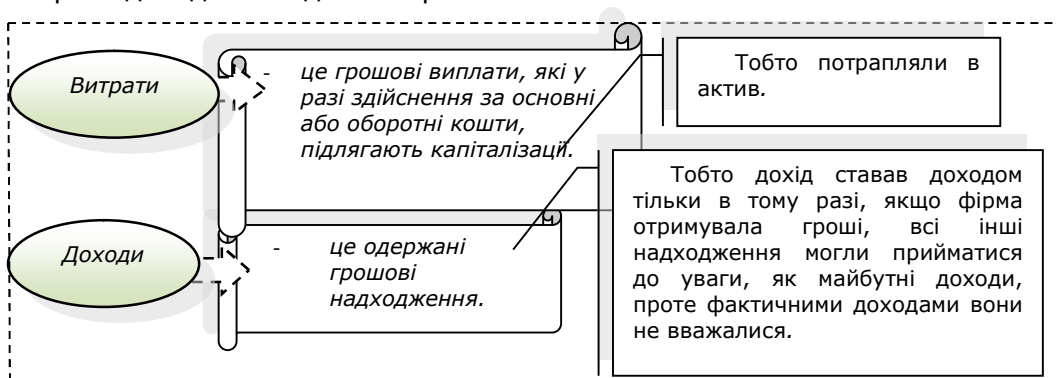 Витрати
- це грошові виплати, які у
разі здійснення за основні
або оборотні кошти,
підлягають капіталізації.
Тобто потрапляли в
актив.
Доходи
- це одержані
грошові
надходження.
Тобто дохід ставав доходом
тільки в тому разі, якщо фірма
отримувала гроші, всі інші
надходження могли прийматися
до уваги, як майбутні доходи,
проте фактичними доходами вони
не вважалися.